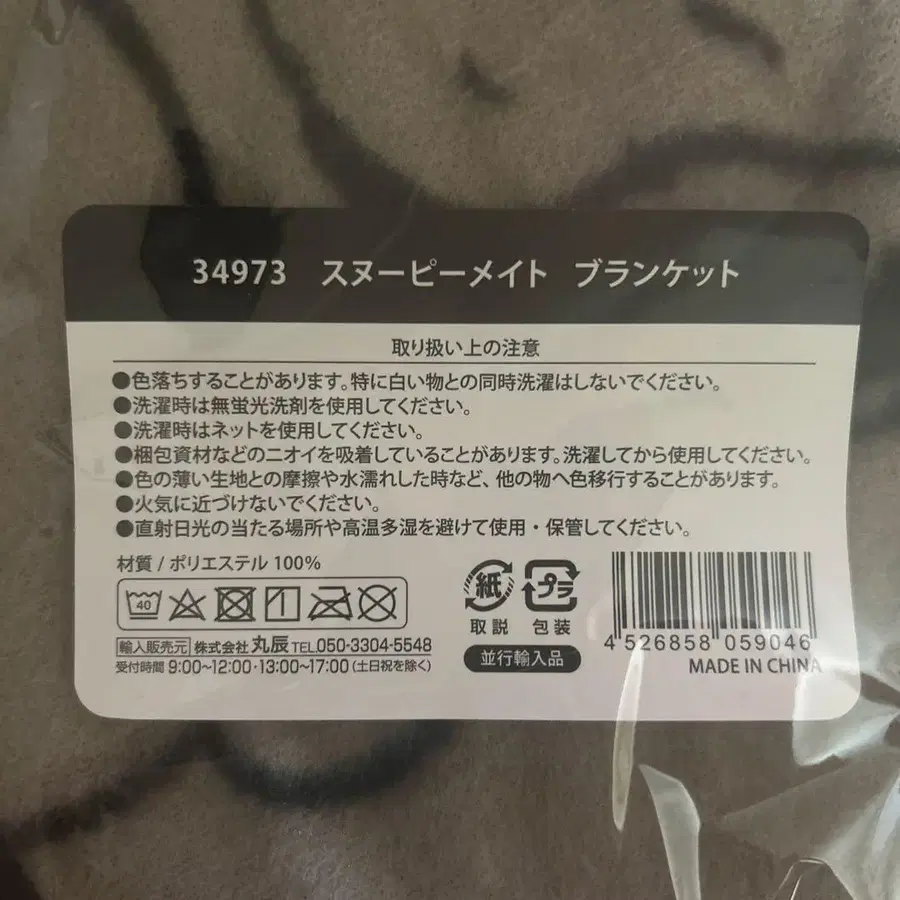 34973 スヌーピーメイト ブランケット
取り扱い上の注意
●色落ちすることがあります。特に白い物との同時洗濯はしないでください。
●洗濯時は無蛍光洗剤を使用してください。
●洗濯時はネットを使用してください。
●梱包資材などのニオイを吸着していることがあります。洗濯してから使用してください。
●色の薄い生地との摩擦や水濡れした時など、他の物へ色移行することがあります。
●火気に近づけないでください。
●直射日光の当たる場所や高温多湿を避けて使用・保管してください。
材質 / ポリエステル 100%
40
輸入販売元 株式会社 丸辰 TEL.050-3304-5548
受付時間 9:00~12:00・13:00~17:00(土日祝を除く)
紙 プラ
取説 包装
並行輸入品
4 526858 059046
MADE IN CHINA